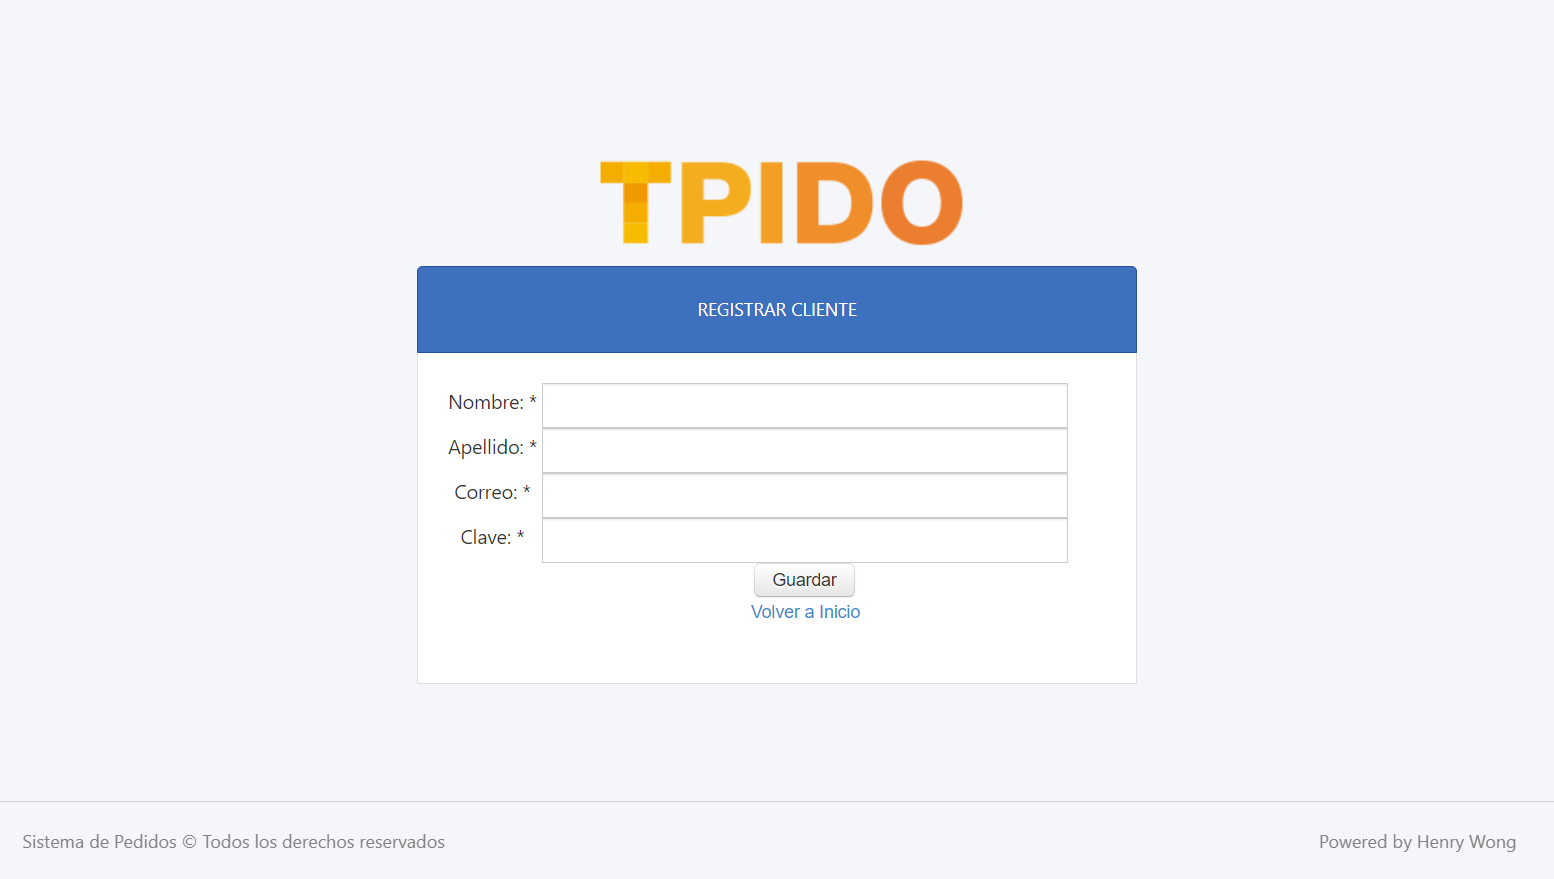 TPIDO
REGISTRAR CLIENTE
Nombre: *
Apellido: *
Correo: *
Clave: *
Guardar
Volver a Inicio
Sistema de Pedidos © Todos los derechos reservados
Powered by Henry Wong